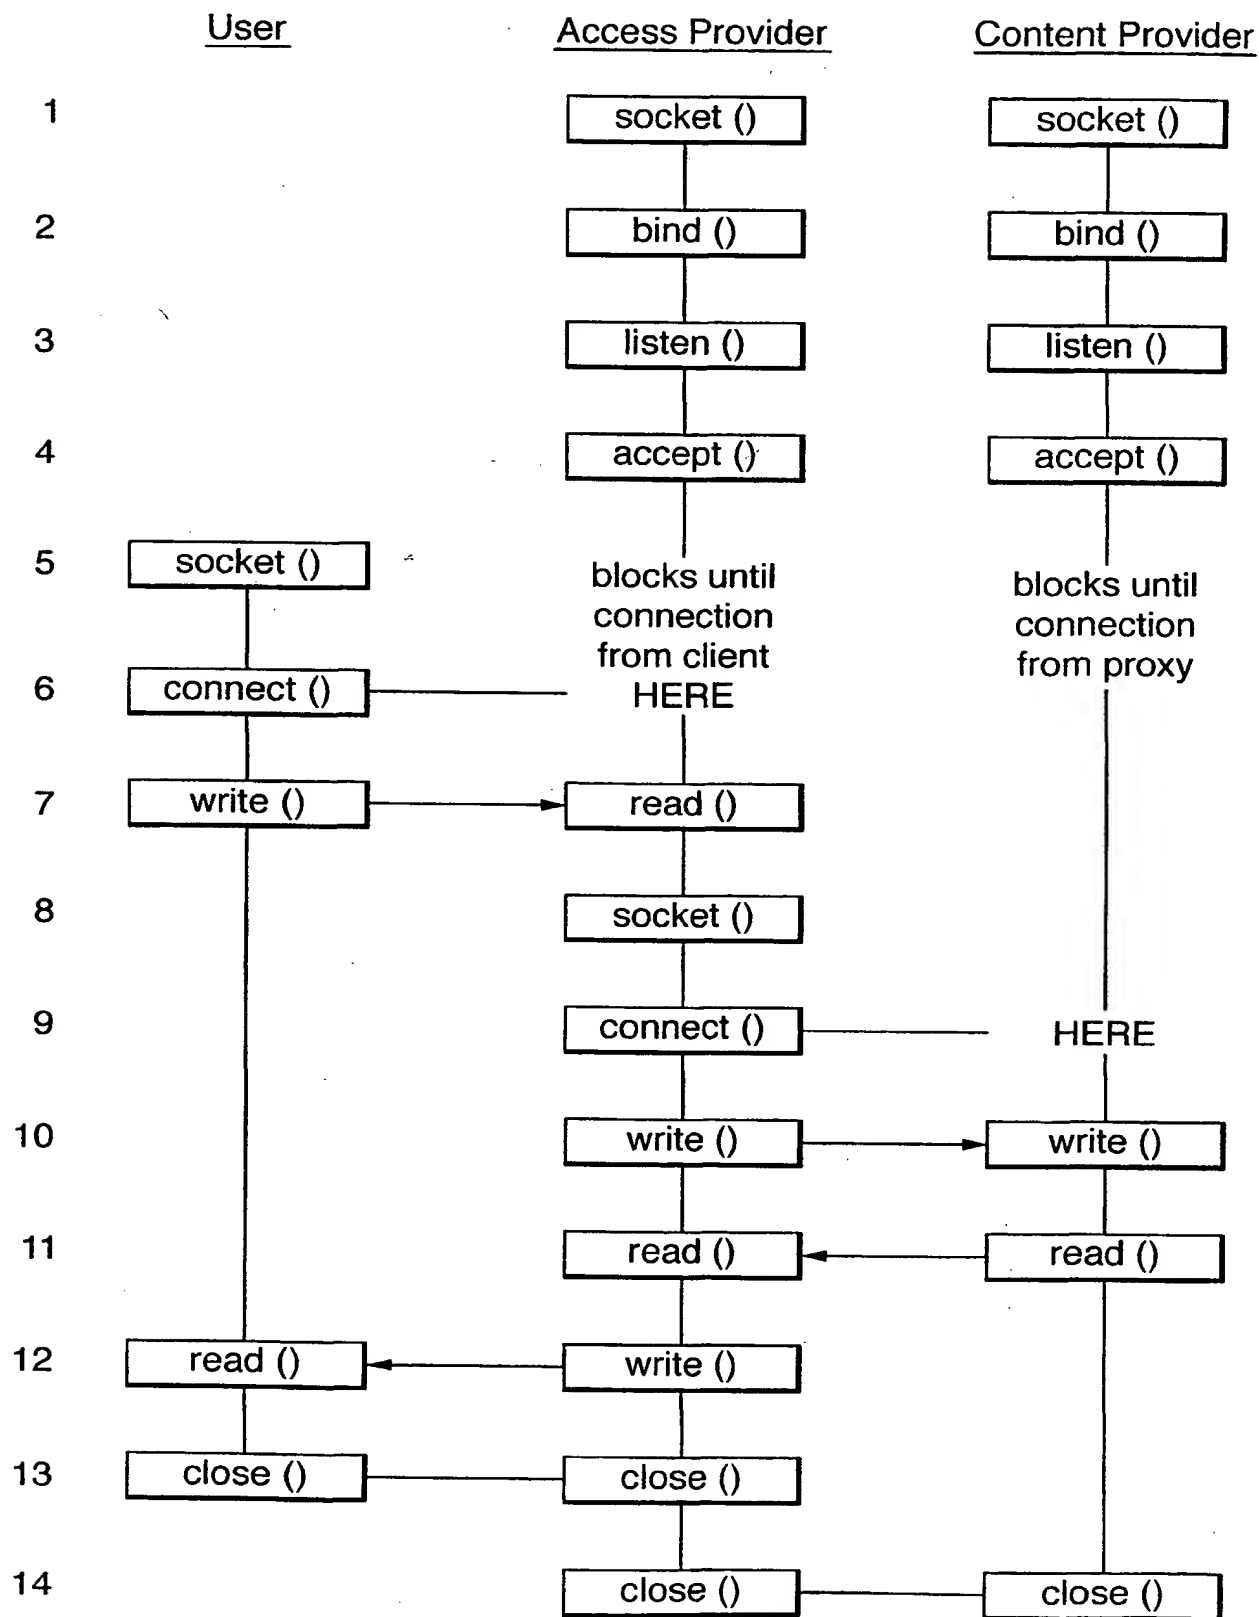 User Access Provider Content Provider
1 socket () socket ()
2 bind () bind ()
3 listen () listen ()
4 accept () accept ()
5 socket ()
blocks until blocks until
connection connection
from client from proxy
6 connect () HERE
7 write () read ()
8 socket ()
9 connect () HERE
10 write () write ()
11 read () read ()
12 read () write ()
13 close () close ()
14 close () close ()